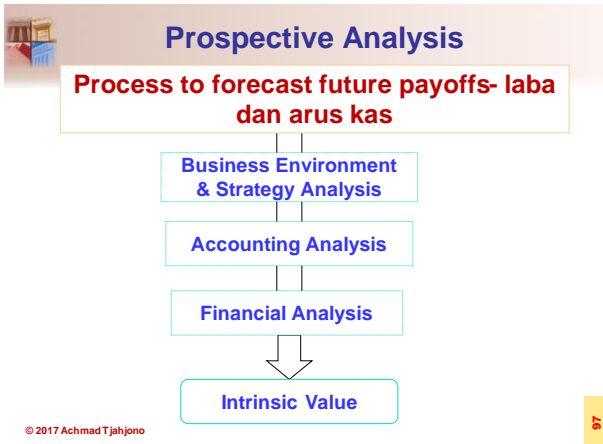 Prospective Analysis
Process to forecast future payoffs- laba
dan arus kas
Business Environment
& Strategy Analysis
Accounting Analysis
Financial Analysis
Intrinsic Value
© 2017 Achmad Tjahjono
97